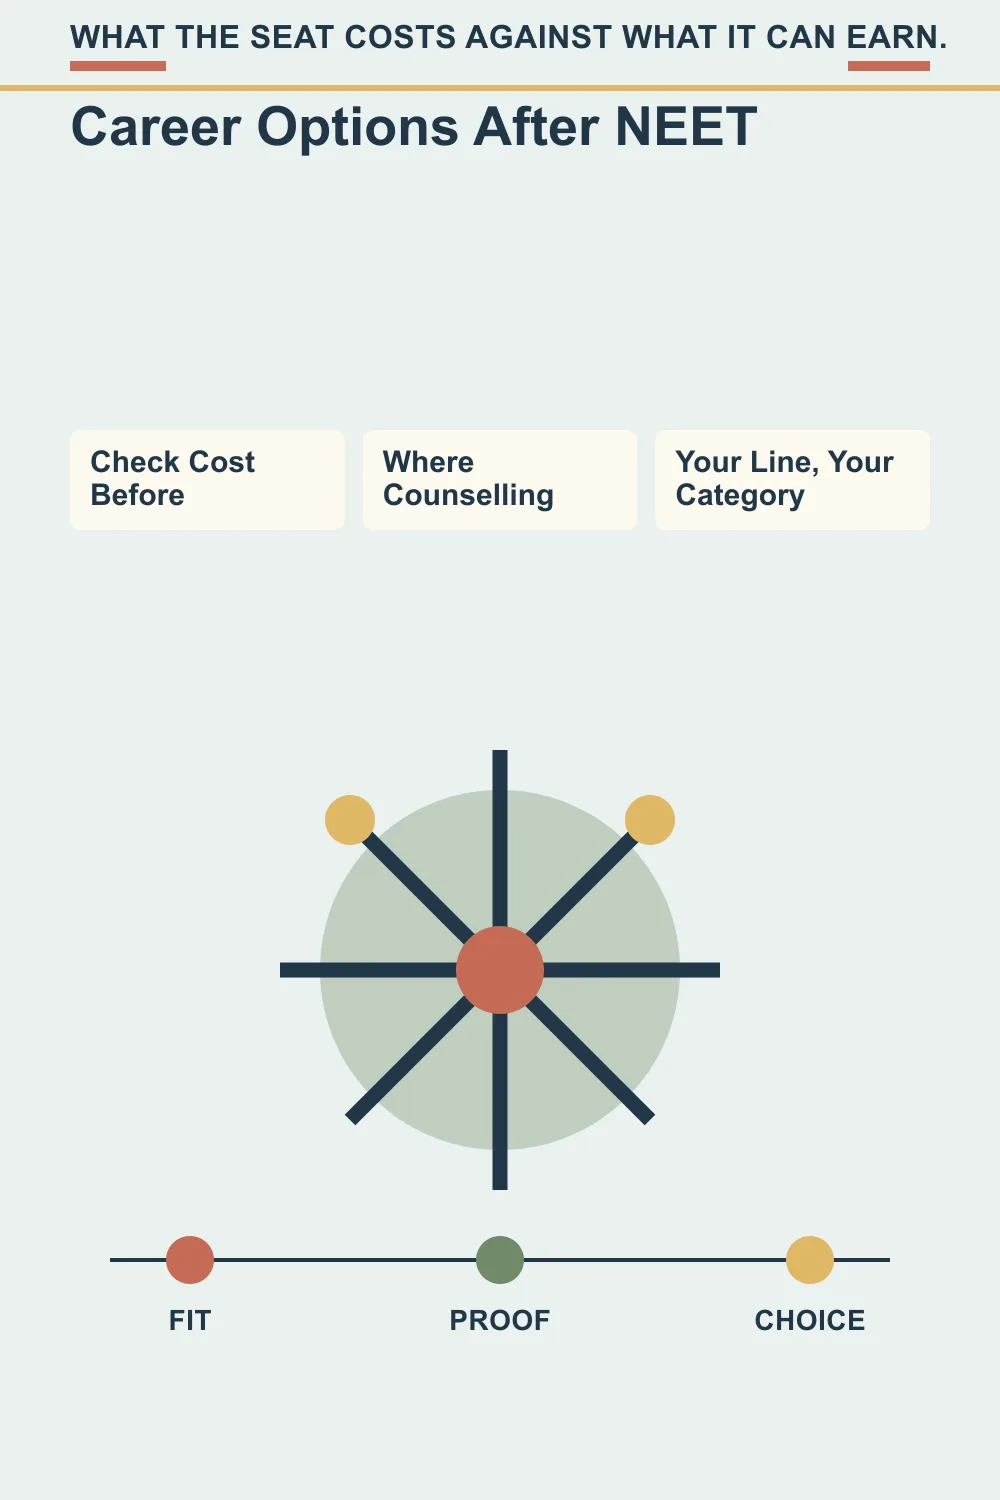 WHAT THE SEAT COSTS AGAINST WHAT IT CAN EARN.
Career Options After NEET
Check Cost
Before
Where
Counselling
Your Line, Your
Category
FIT
PROOF
CHOICE